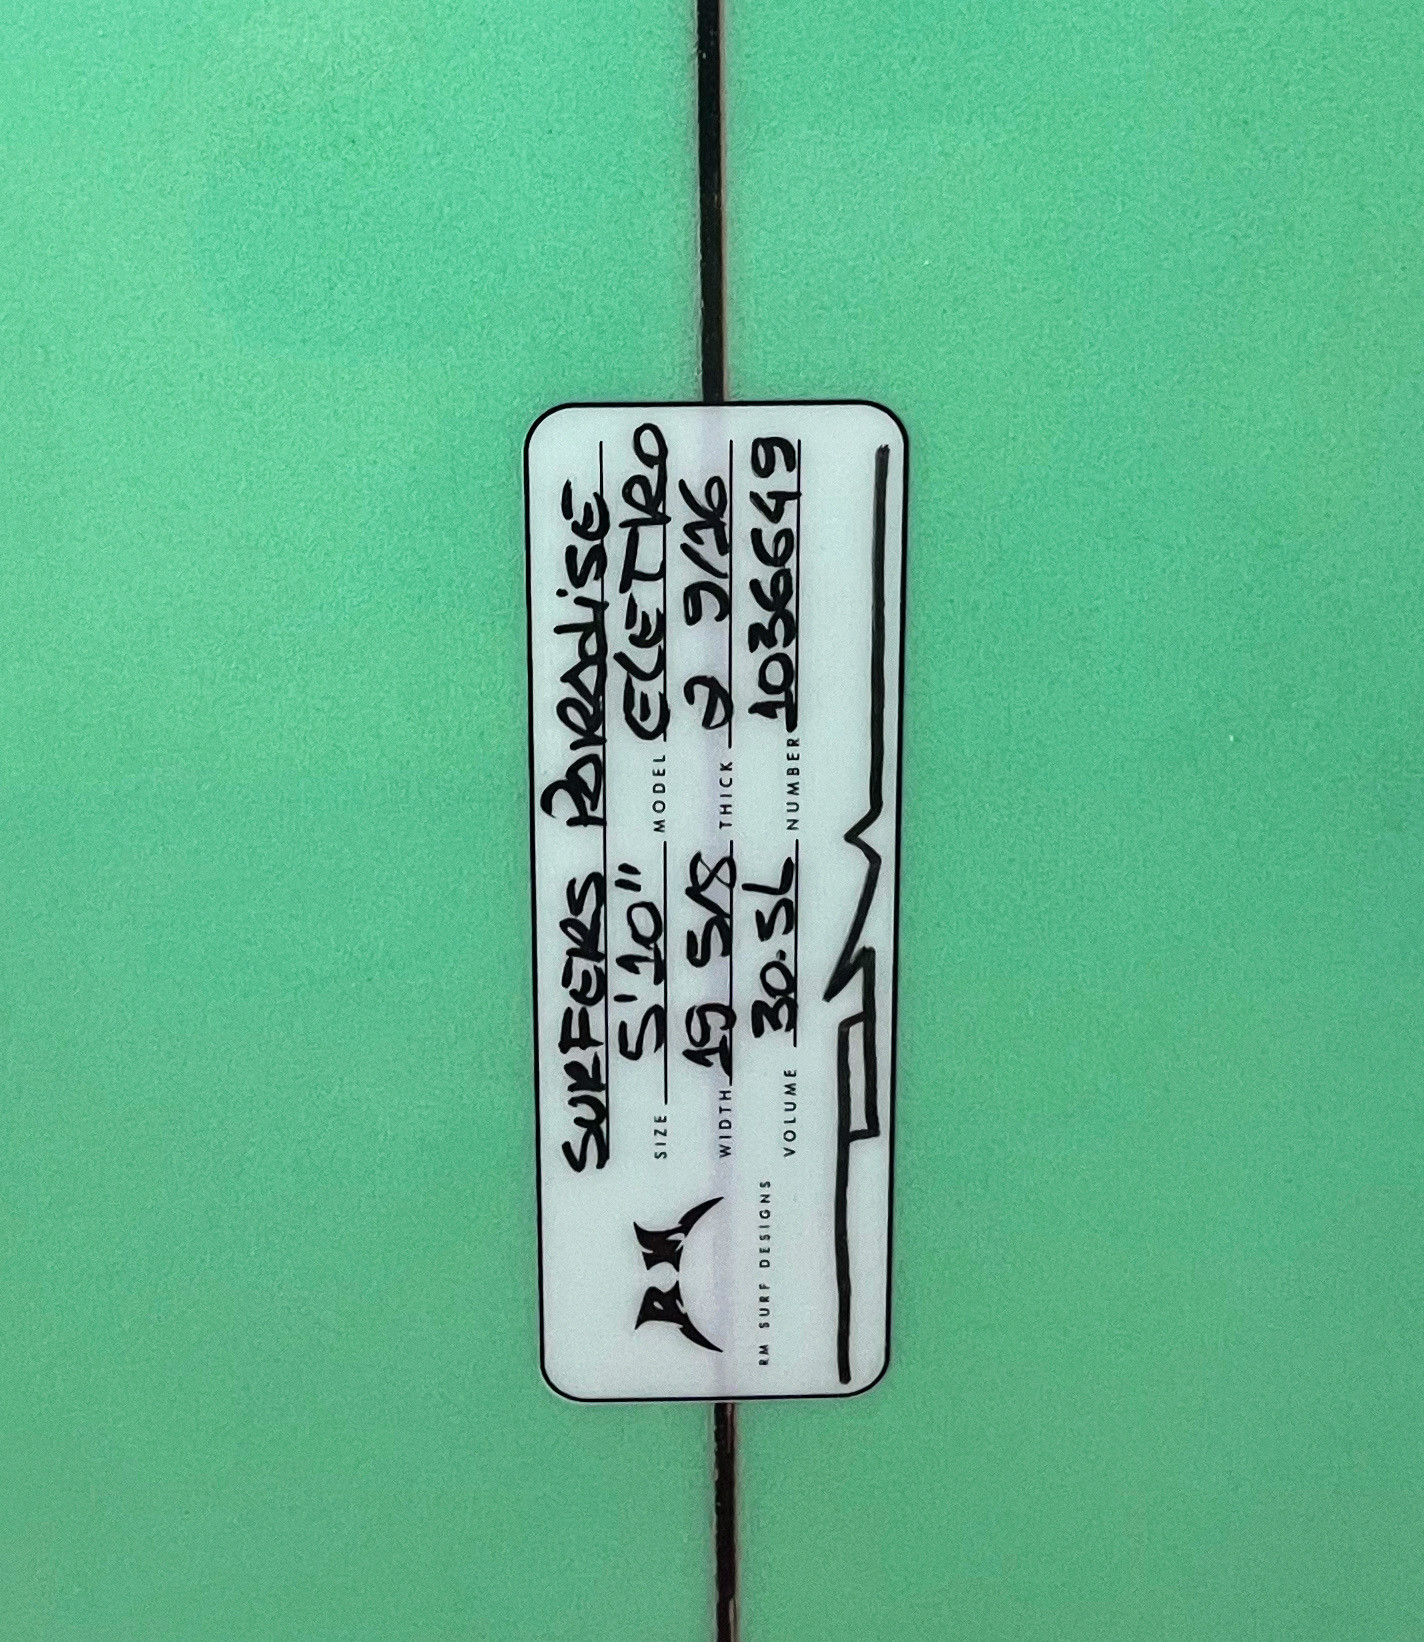 SURFERS PARADiSE
SIZE 5'10" MODEL ELETRO
WIDTH 19 5/8 THICK 2 9/16
VOLUME 30.5L NUMBER 1036649
RM
RM SURF DESIGNS